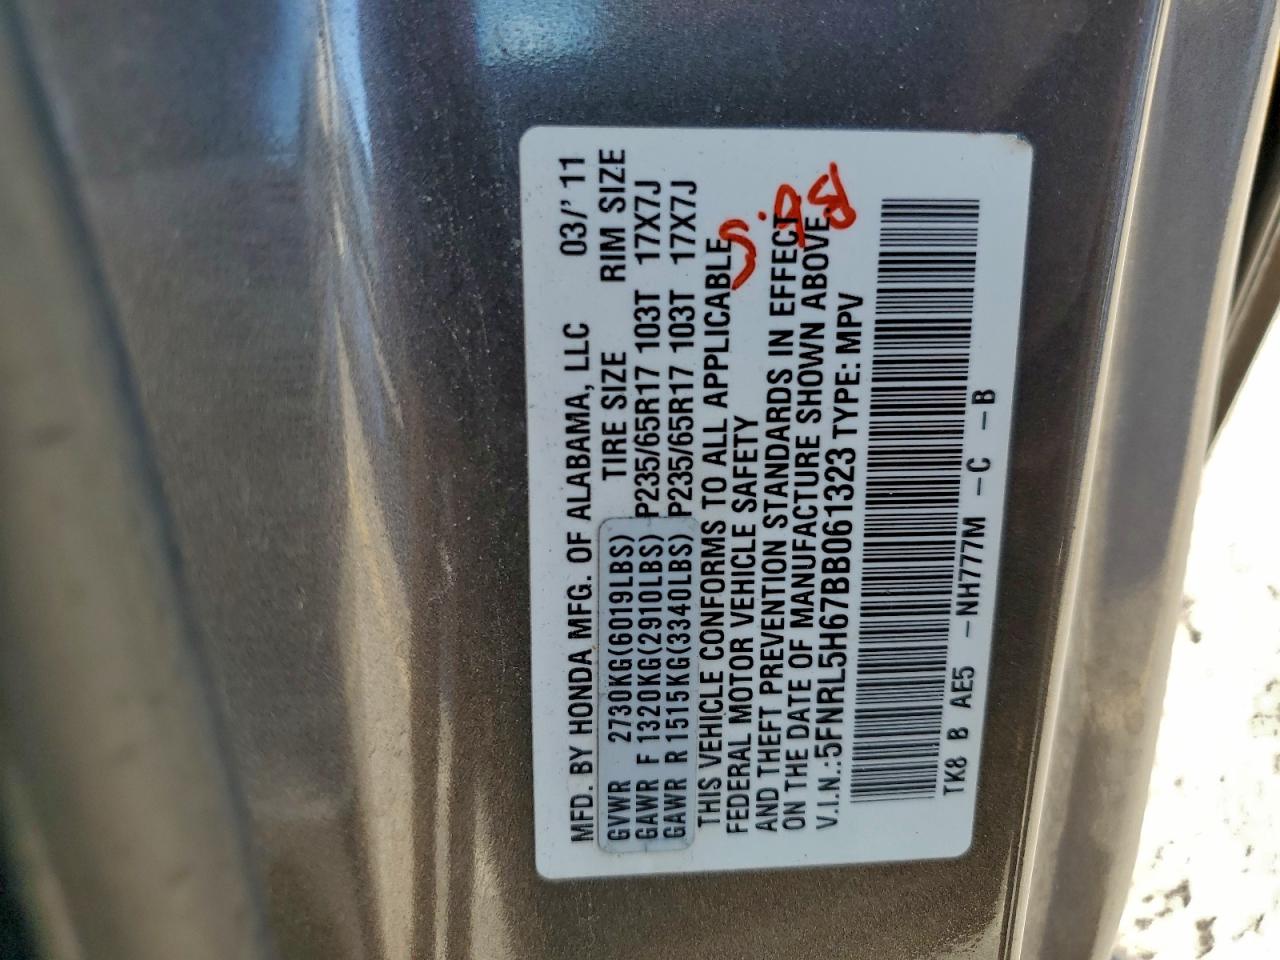 MFD. BY HONDA MFG. OF ALABAMA, LLC 03/'11
TIRE SIZE RIM SIZE
GVWR 2730KG(6019LBS)
GAWR F 1320KG(2910LBS) P235/65R17 103T 17X7J
GAWR R 1515KG(3340LBS) P235/65R17 103T 17X7J
THIS VEHICLE CONFORMS TO ALL APPLICABLE
FEDERAL MOTOR VEHICLE SAFETY
AND THEFT PREVENTION STANDARDS IN EFFECT
ON THE DATE OF MANUFACTURE SHOWN ABOVE.
V.I.N.:5FNRL5H67BB061323 TYPE: MPV
TK8 B AE5 -NH777M -C -B